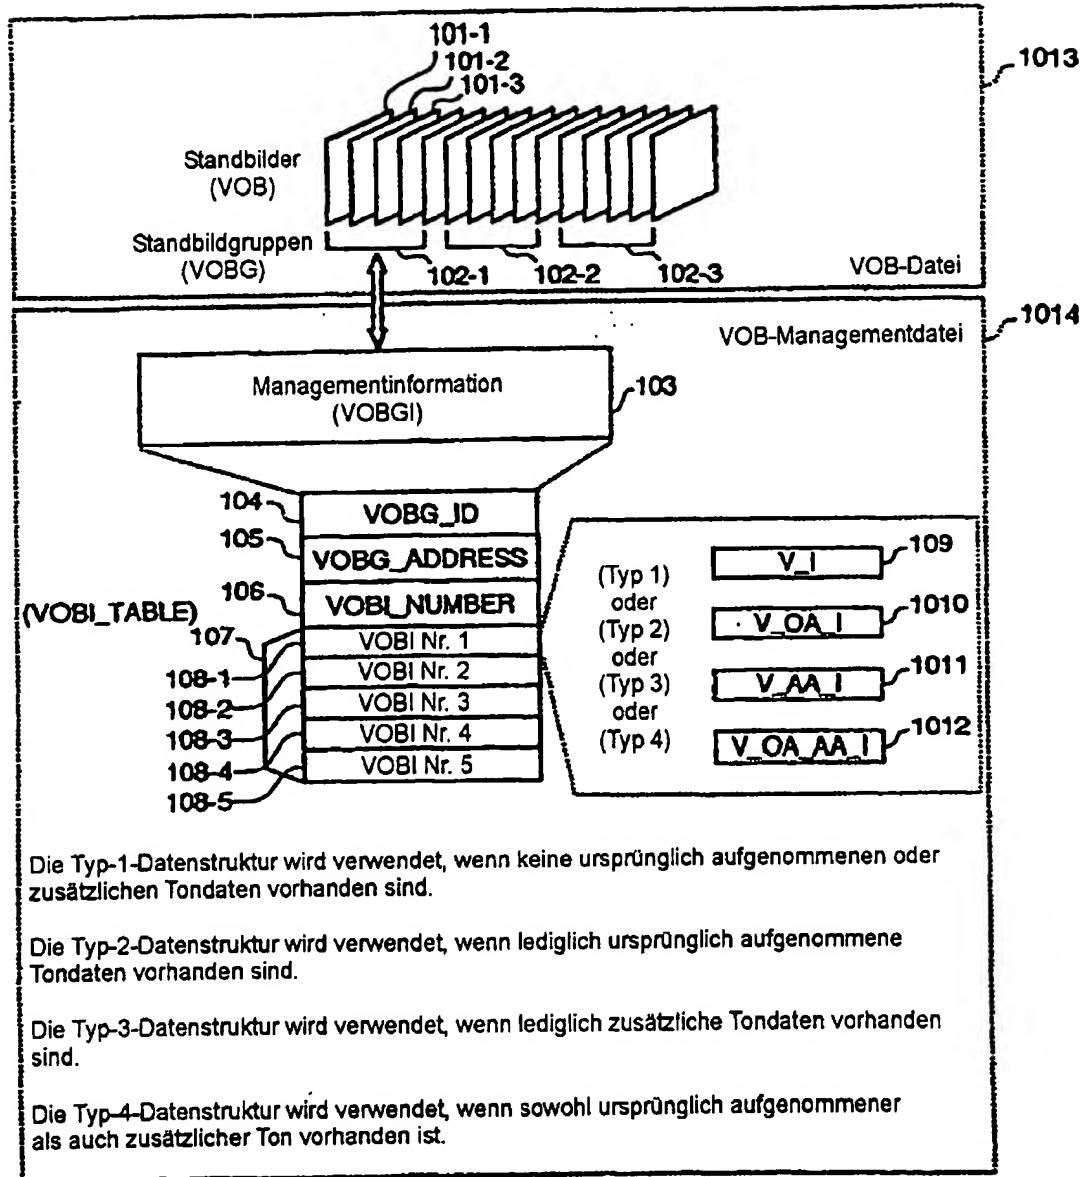 101-1
101-2
101-3
1013
Standbilder
(VOB)
Standbildgruppen
(VOBG)
102-1
102-2
102-3
VOB-Datei
1014
VOB-Managementdatei
Managementinformation
(VOBGI)
103
104
VOBG_ID
105
VOBG_ADDRESS
106
VOBI_NUMBER
(VOBI_TABLE)
107
VOBI Nr. 1
108-1
VOBI Nr. 2
108-2
VOBI Nr. 3
108-3
VOBI Nr. 4
108-4
VOBI Nr. 5
108-5
(Typ 1)
oder
(Typ 2)
oder
(Typ 3)
oder
(Typ 4)
V_I
109
V_OA_I
1010
V_AA_I
1011
V_OA_AA_I
1012
Die Typ-1-Datenstruktur wird verwendet, wenn keine ursprünglich aufgenommenen oder
zusätzlichen Tondaten vorhanden sind.
Die Typ-2-Datenstruktur wird verwendet, wenn lediglich ursprünglich aufgenommene
Tondaten vorhanden sind.
Die Typ-3-Datenstruktur wird verwendet, wenn lediglich zusätzliche Tondaten vorhanden
sind.
Die Typ-4-Datenstruktur wird verwendet, wenn sowohl ursprünglich aufgenommener
als auch zusätzlicher Ton vorhanden ist.